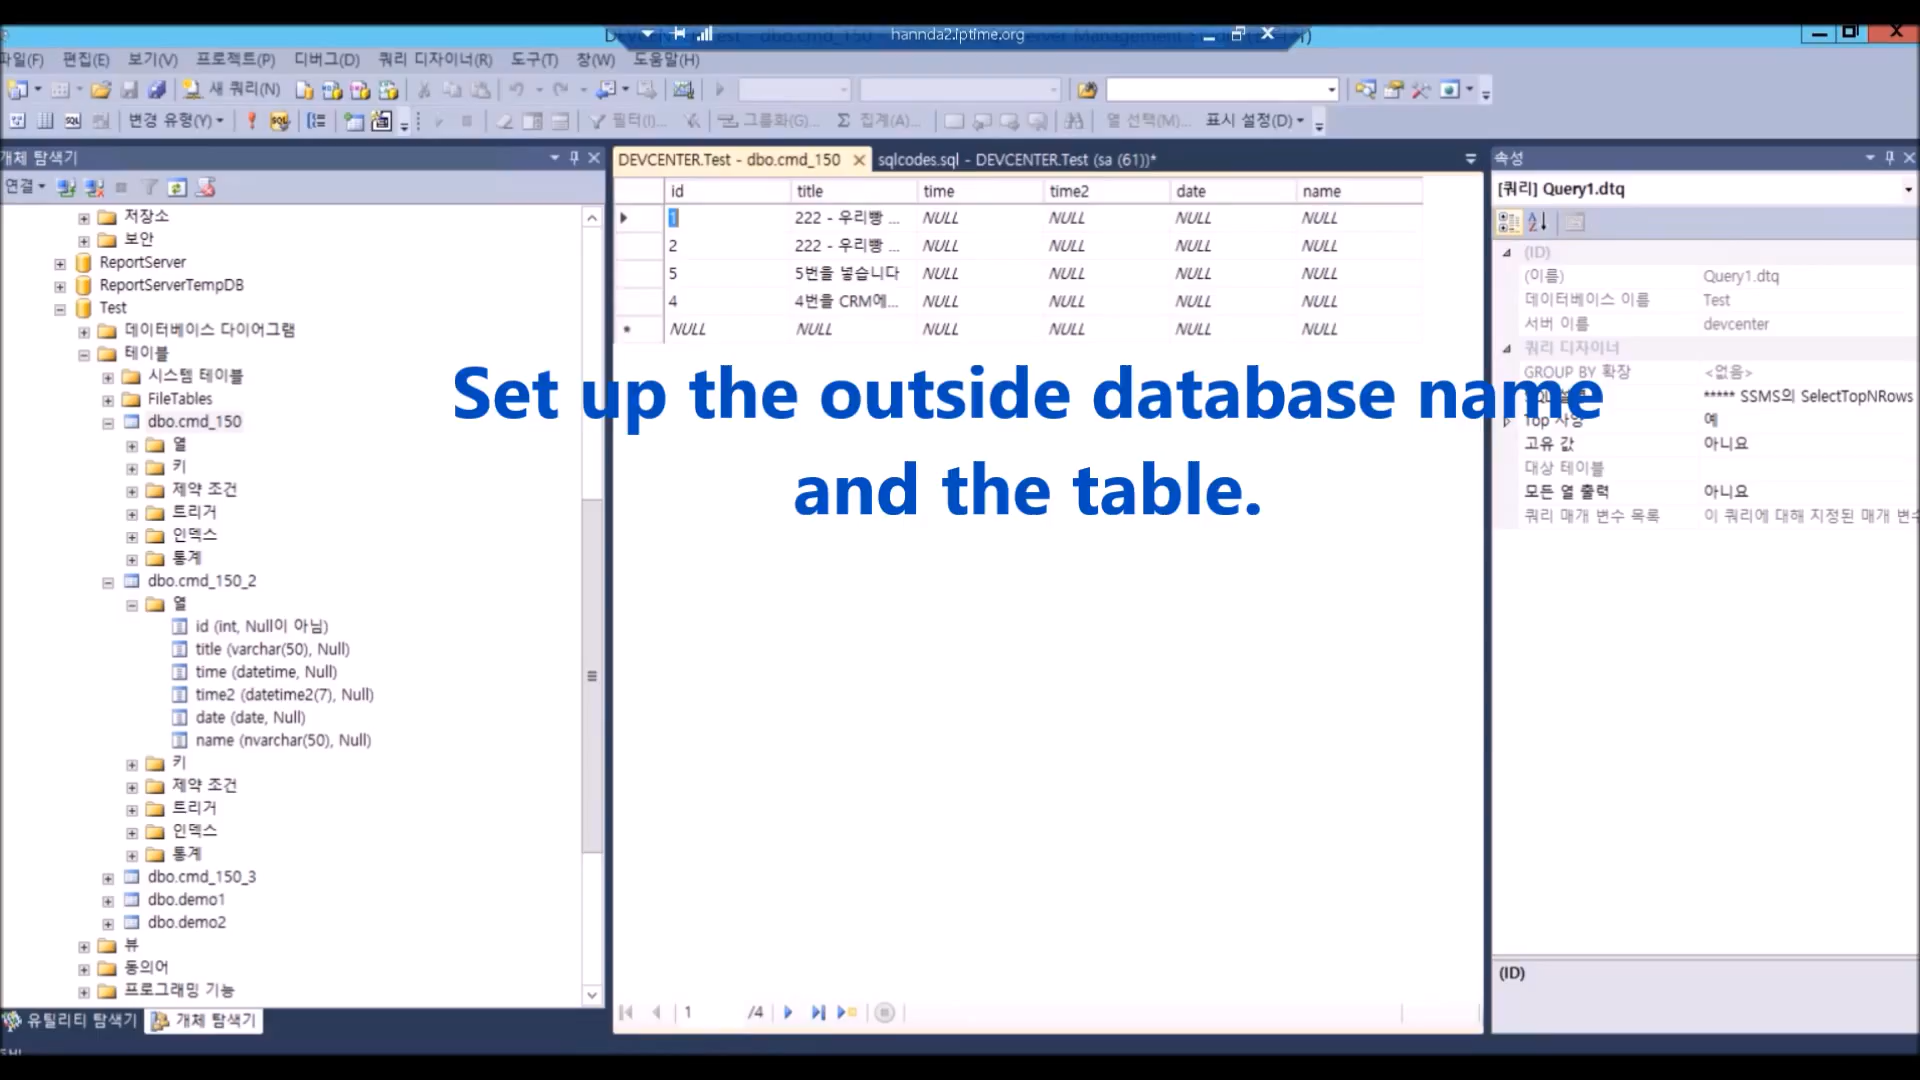 hannda2.iptime.org
파일(F) 편집(E) 보기(V) 프로젝트(P) 디버그(D) 쿼리 디자이너(R) 도구(T) 창(W) 도움말(H)
새 쿼리(N)
변경 유형(Y) 필터(I)... 그룹화(G)... Σ 집계(A)... 열 선택(M)... 표시 설정(D)
개체 탐색기
연결
저장소
보안
ReportServer
ReportServerTempDB
Test
데이터베이스 다이어그램
테이블
시스템 테이블
FileTables
dbo.cmd_150
열
키
제약 조건
트리거
인덱스
통계
dbo.cmd_150_2
열
id (int, Null이 아님)
title (varchar(50), Null)
time (datetime, Null)
time2 (datetime2(7), Null)
date (date, Null)
name (nvarchar(50), Null)
키
제약 조건
트리거
인덱스
통계
dbo.cmd_150_3
dbo.demo1
dbo.demo2
뷰
동의어
프로그래밍 기능
유틸리티 탐색기 개체 탐색기
DEVCENTER.Test - dbo.cmd_150 sqlcodes.sql - DEVCENTER.Test (sa (61))*
id title time time2 date name
1 222 - 우리빵 ... NULL NULL NULL NULL
2 222 - 우리빵 ... NULL NULL NULL NULL
5 5번을 넣습니다 NULL NULL NULL NULL
4 4번을 CRM에... NULL NULL NULL NULL
NULL NULL NULL NULL NULL NULL
Set up the outside database name
and the table.
1 /4
속성
[쿼리] Query1.dtq
(ID)
(이름) Query1.dtq
데이터베이스 이름 Test
서버 이름 devcenter
쿼리 디자이너
GROUP BY 확장 <없음>
***** SSMS의 SelectTopNRows
Top 사양 예
고유 값 아니요
대상 테이블
모든 열 출력 아니요
쿼리 매개 변수 목록 이 쿼리에 대해 지정된 매개 변수
(ID)